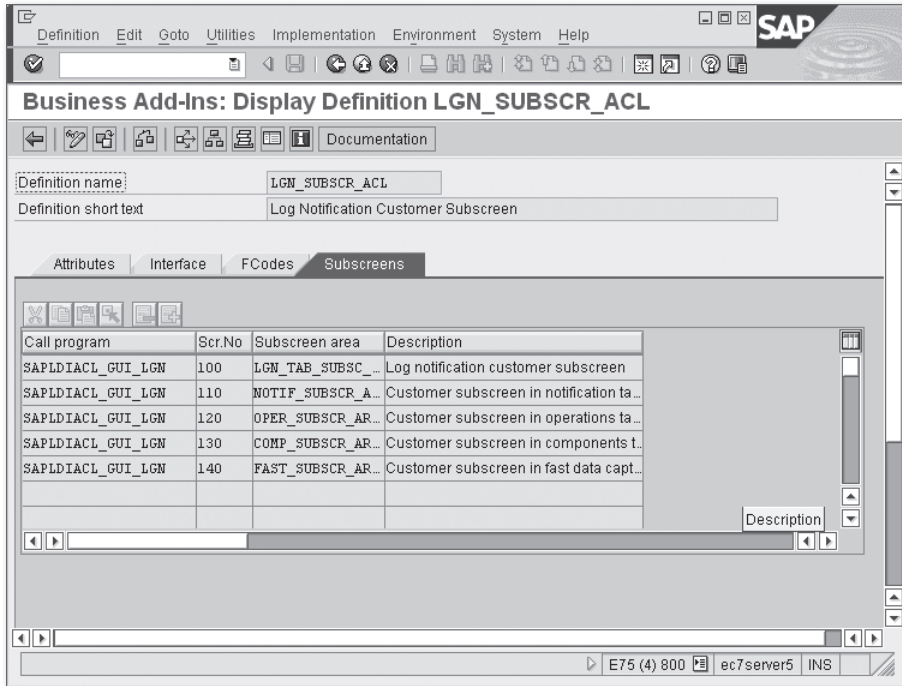 Definition Edit Goto Utilities Implementation Environment System Help
SAP
Business Add-Ins: Display Definition LGN_SUBSCR_ACL
Documentation
Definition name LGN_SUBSCR_ACL
Definition short text Log Notification Customer Subscreen
Attributes Interface FCodes Subscreens
Call program Scr.No Subscreen area Description
SAPLDIACL_GUI_LGN 100 LGN_TAB_SUBSC_… Log notification customer subscreen
SAPLDIACL_GUI_LGN 110 NOTIF_SUBSCR_A… Customer subscreen in notification ta…
SAPLDIACL_GUI_LGN 120 OPER_SUBSCR_AR… Customer subscreen in operations ta…
SAPLDIACL_GUI_LGN 130 COMP_SUBSCR_AR… Customer subscreen in components t…
SAPLDIACL_GUI_LGN 140 FAST_SUBSCR_AR… Customer subscreen in fast data capt…
Description
E75 (4) 800 ec7server5 INS